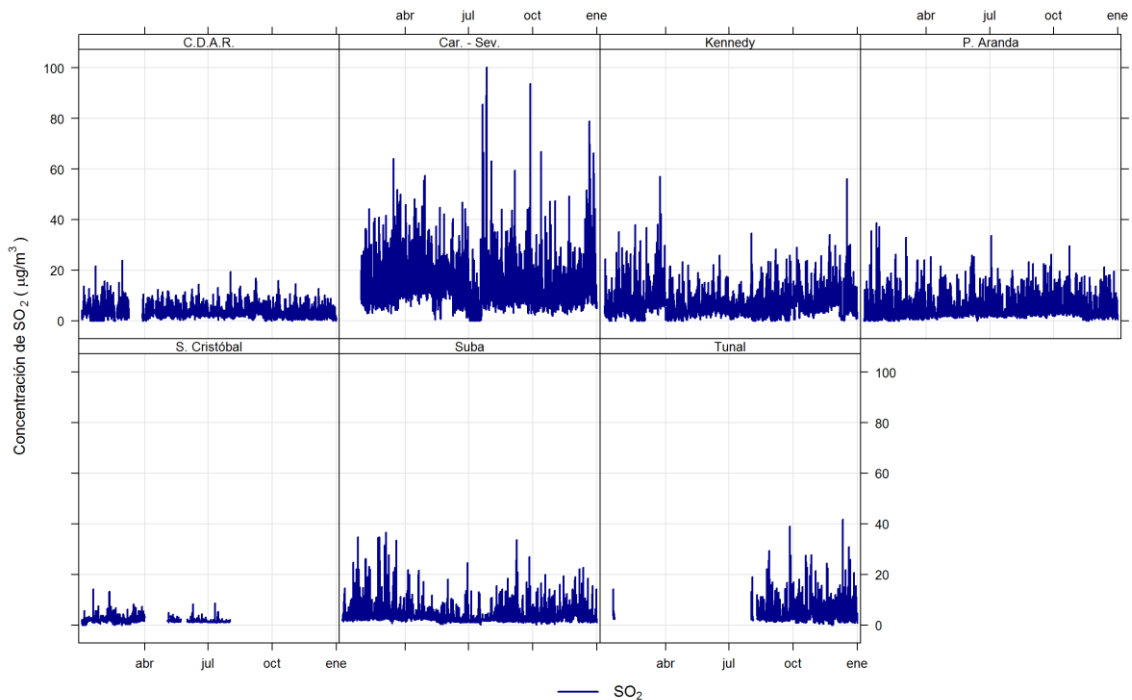 abr jul oct ene abr jul oct ene
C.D.A.R. Car. - Sev. Kennedy P. Aranda
100
80
60
40
20
0
Concentración de SO₂ ( µg/m³ )
S. Cristóbal Suba Tunal
100
80
60
40
20
0
abr jul oct ene abr jul oct ene
SO₂